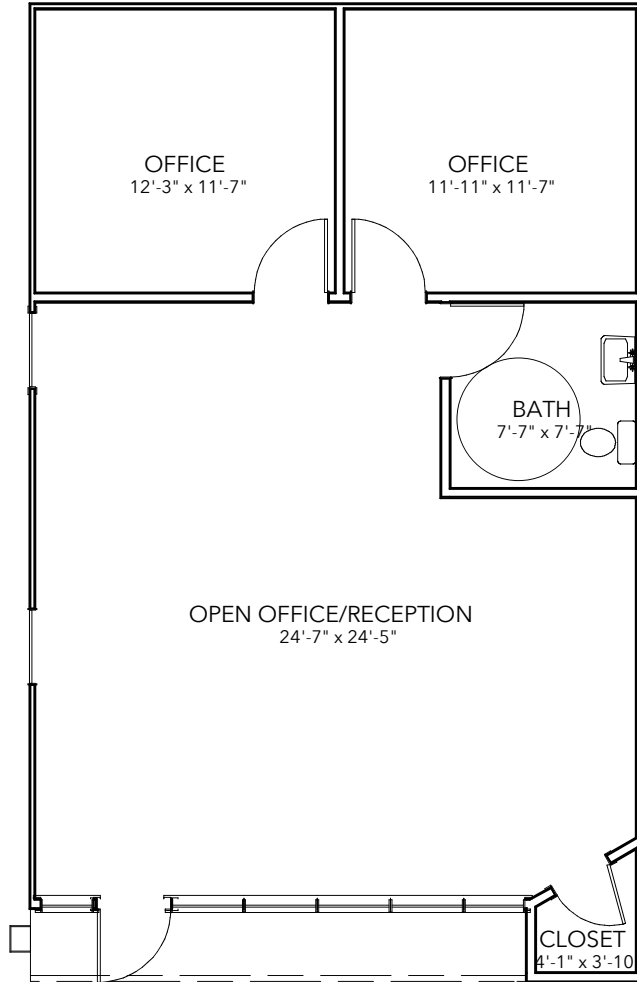 OFFICE
12'-3" x 11'-7"
OFFICE
11'-11" x 11'-7"
BATH
7'-7" x 7'-7"
OPEN OFFICE/RECEPTION
24'-7" x 24'-5"
CLOSET
4'-1" x 3'-10